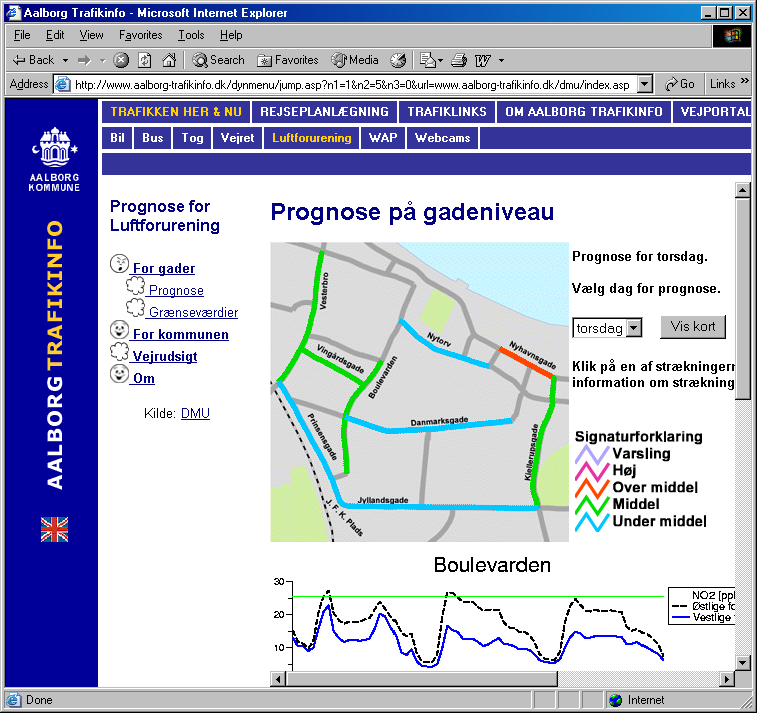 Aalborg Trafikinfo - Microsoft Internet Explorer
File Edit View Favorites Tools Help
Back Search Favorites Media
Address http://www.aalborg-trafikinfo.dk/dynmenu/jump.asp?n1=1&n2=5&n3=0&url=www.aalborg-trafikinfo.dk/dmu/index.asp Go Links »
TRAFIKKEN HER & NU REJSEPLANLÆGNING TRAFIKLINKS OM AALBORG TRAFIKINFO VEJPORTAL
Bil Bus Tog Vejret Luftforurening WAP Webcams
AALBORG
KOMMUNE
AALBORG TRAFIKINFO
Prognose for
Luftforurening
For gader
Prognose
Grænseværdier
For kommunen
Vejrudsigt
Om
Kilde: DMU
Prognose på gadeniveau
Vesterbro
Vingårdsgade
Boulevarden
Nytorv
Nyhavnsgade
Danmarksgade
Prinsensgade
Kjellerupsgade
Jyllandsgade
J. F. K. Plads
Prognose for torsdag.
Vælg dag for prognose.
torsdag Vis kort
Klik på en af strækningern
information om strækning
Signaturforklaring
Varsling
Høj
Over middel
Middel
Under middel
Boulevarden
30
20
10
NO2 [ppb
Østlige fo
Vestlige
Done Internet